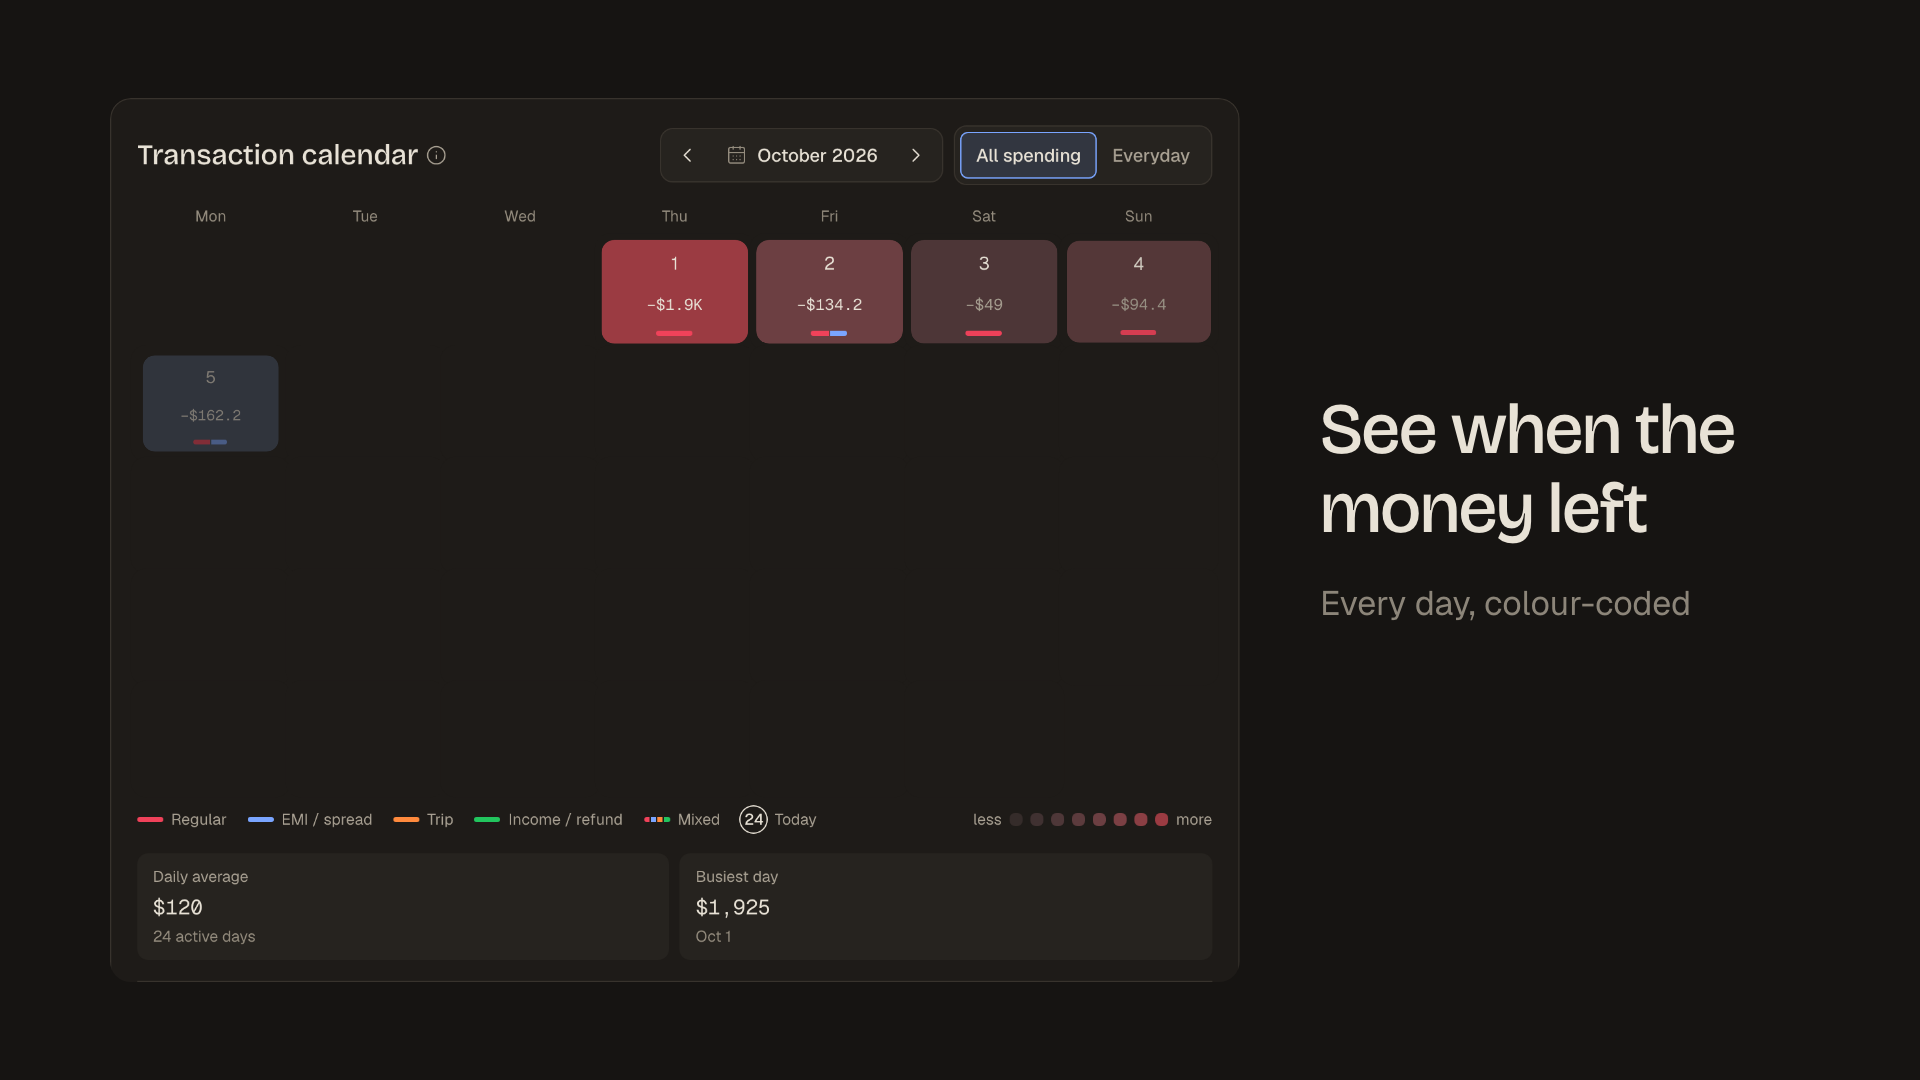 Transaction calendar
October 2026
All spending
Everyday
Mon Tue Wed Thu Fri Sat Sun
1 2 3 4
-$1.9K -$134.2 -$49 -$94.4
5
-$162.2
See when the
money left
Every day, colour-coded
Regular EMI / spread Trip Income / refund Mixed 24 Today less more
Daily average
$120
24 active days
Busiest day
$1,925
Oct 1